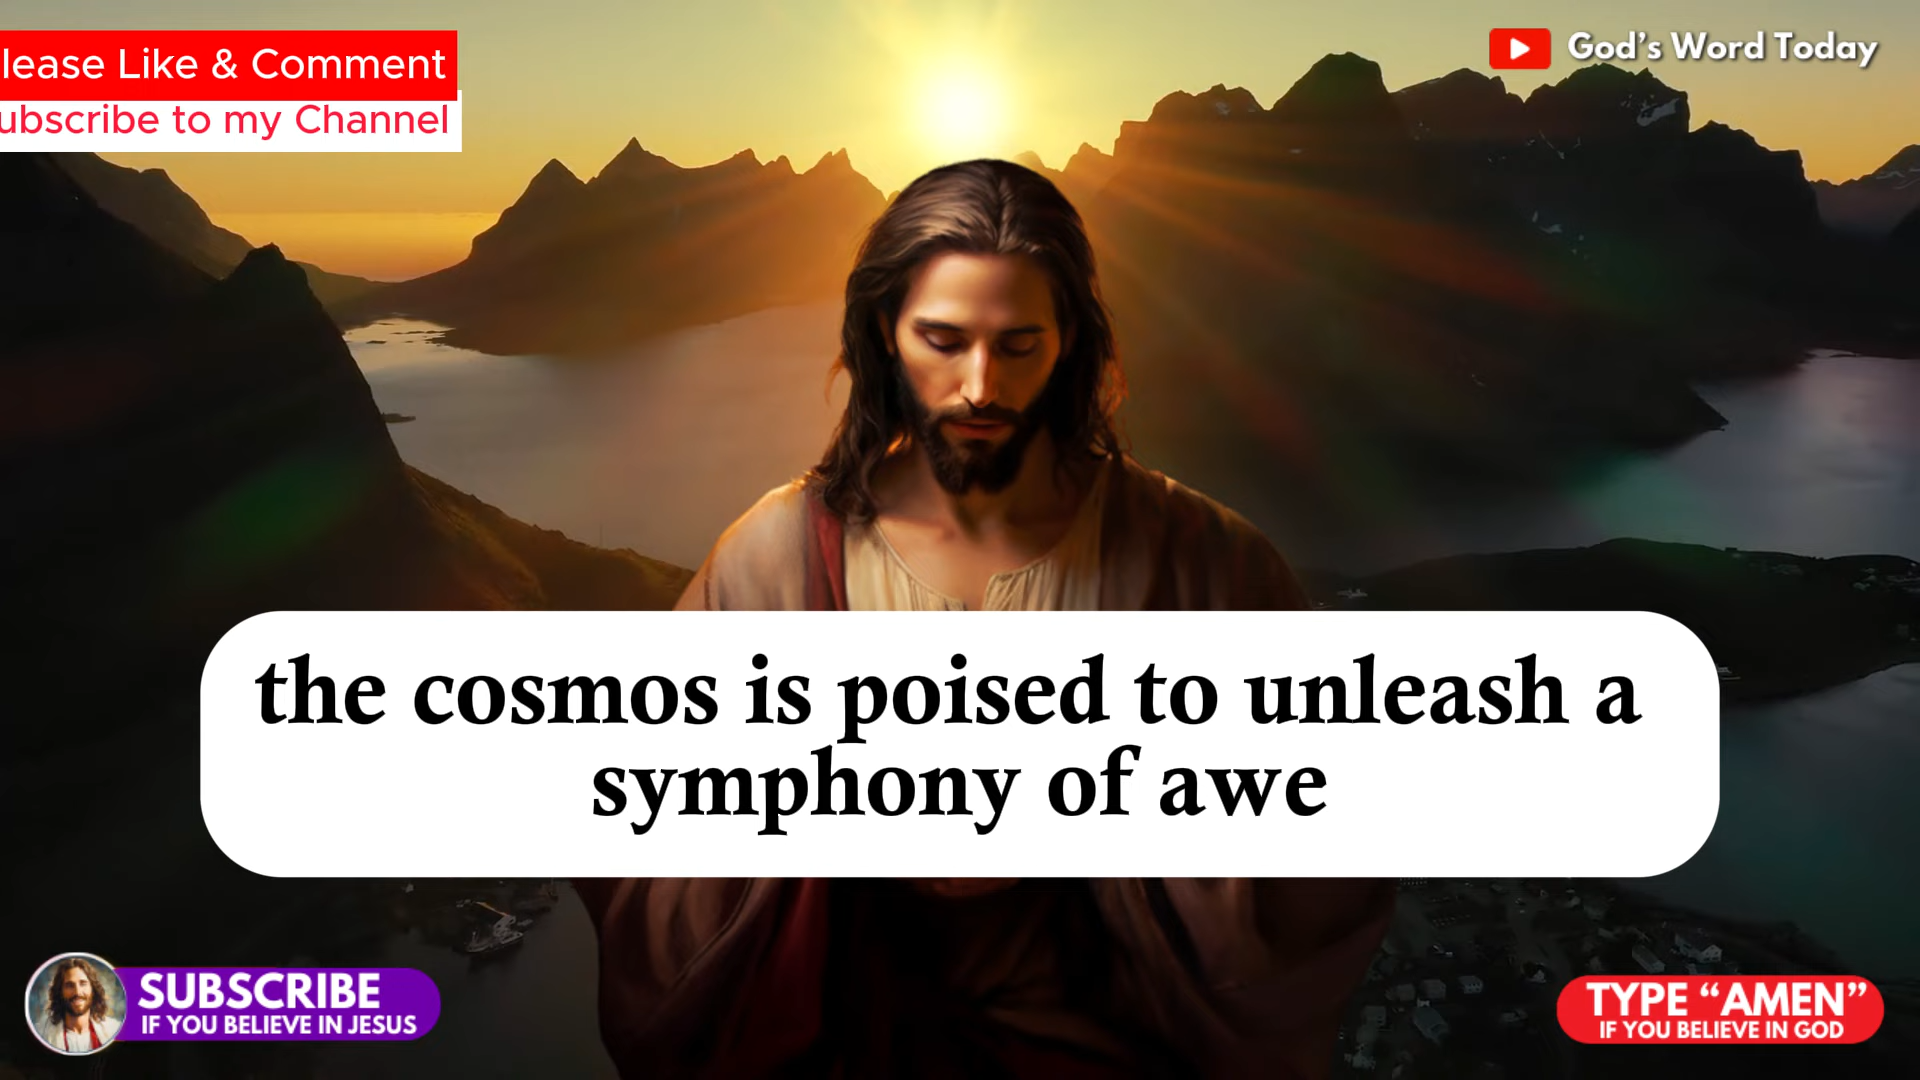 lease Like & Comment
ubscribe to my Channel
God's Word Today
the cosmos is poised to unleash a
symphony of awe
SUBSCRIBE
IF YOU BELIEVE IN JESUS
TYPE “AMEN”
IF YOU BELIEVE IN GOD